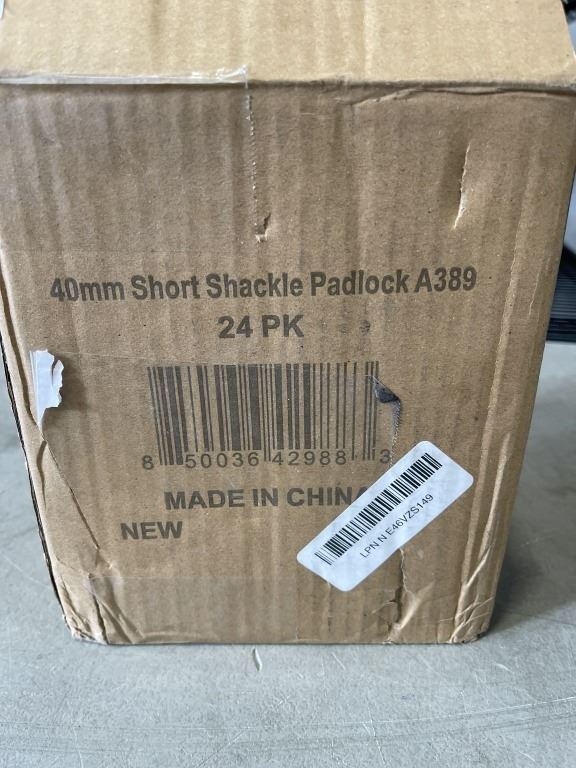 40mm Short Shackle Padlock A389
24 PK
8 50036 42988 3
MADE IN CHINA
NEW
LPN N E46VZS149